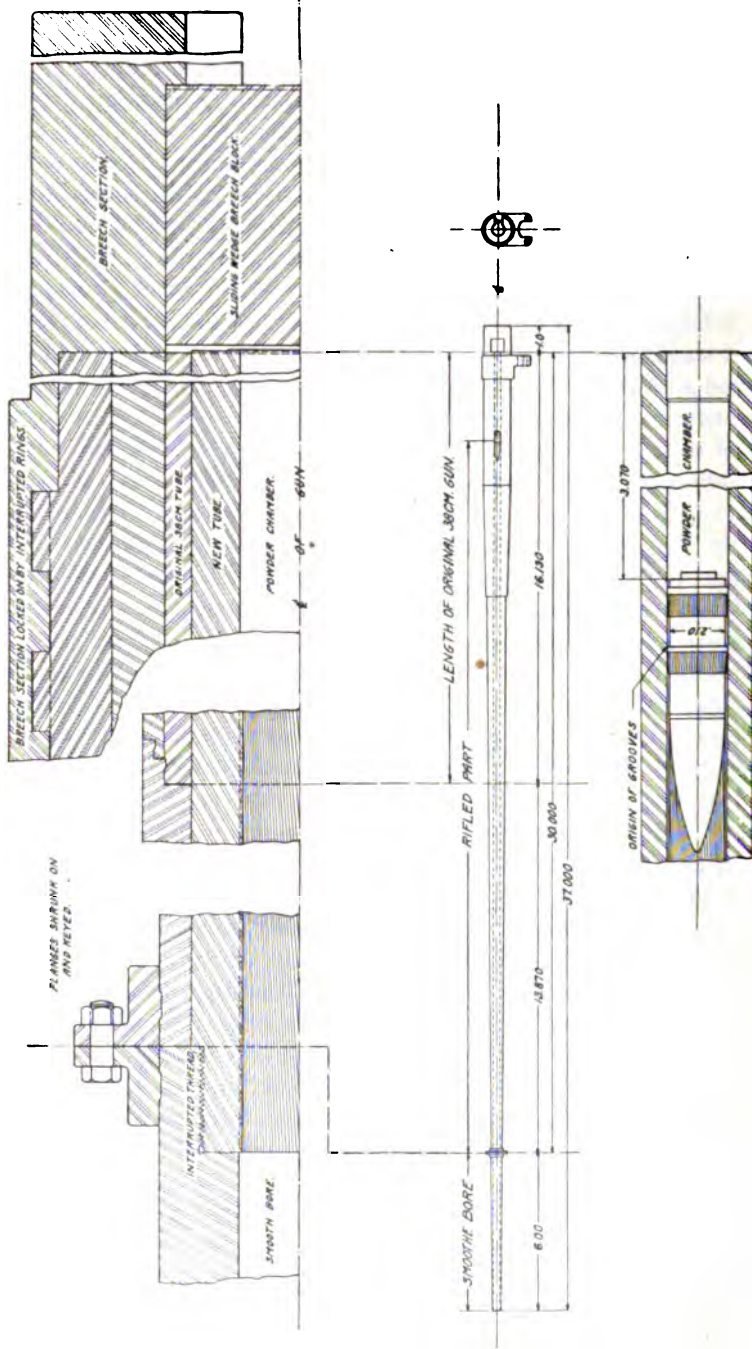 BREECH SECTION.
SLIDING WEDGE BREECH BLOCK.
BREECH SECTION LOCKED ON BY INTERRUPTED RINGS
ORIGINAL 38CM TUBE.
NEW TUBE.
POWDER CHAMBER.
℄ OF GUN
FLANGES SHRUNK ON
AND KEYED.
INTERRUPTED THREAD.
SMOOTH BORE.
LENGTH OF ORIGINAL 38CM. GUN.
RIFLED PART
SMOOTHE BORE
1.0
16.130
13.870
30.000
6.00
37.000
3.070
POWDER CHAMBER.
.210
ORIGIN OF GROOVES